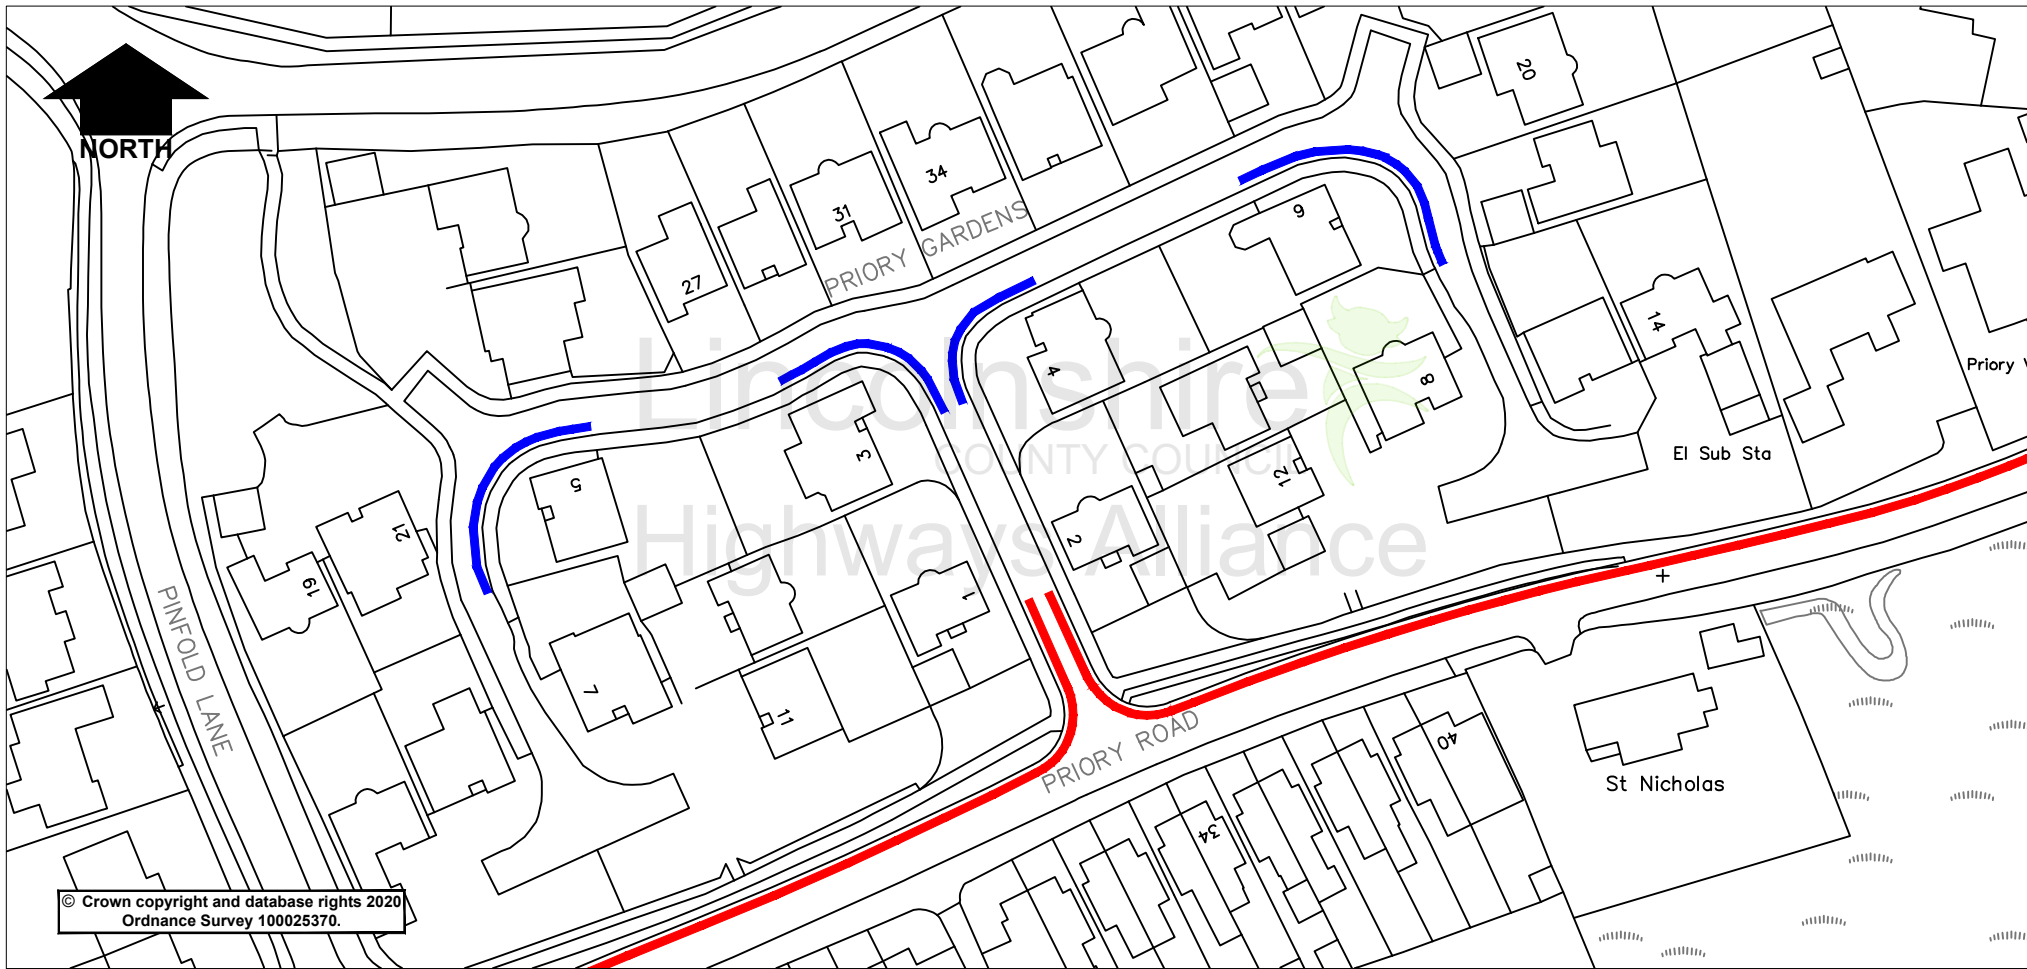 NORTH
20
34
31
PRIORY GARDENS
27
9
14
4
8
Priory
El Sub Sta
Lincolnshire
COUNTY COUNCIL
Highways Alliance
3
5
12
2
21
19
1
PINFOLD LANE
7
11
PRIORY ROAD
40
34
St Nicholas
© Crown copyright and database rights 2020
Ordnance Survey 100025370.